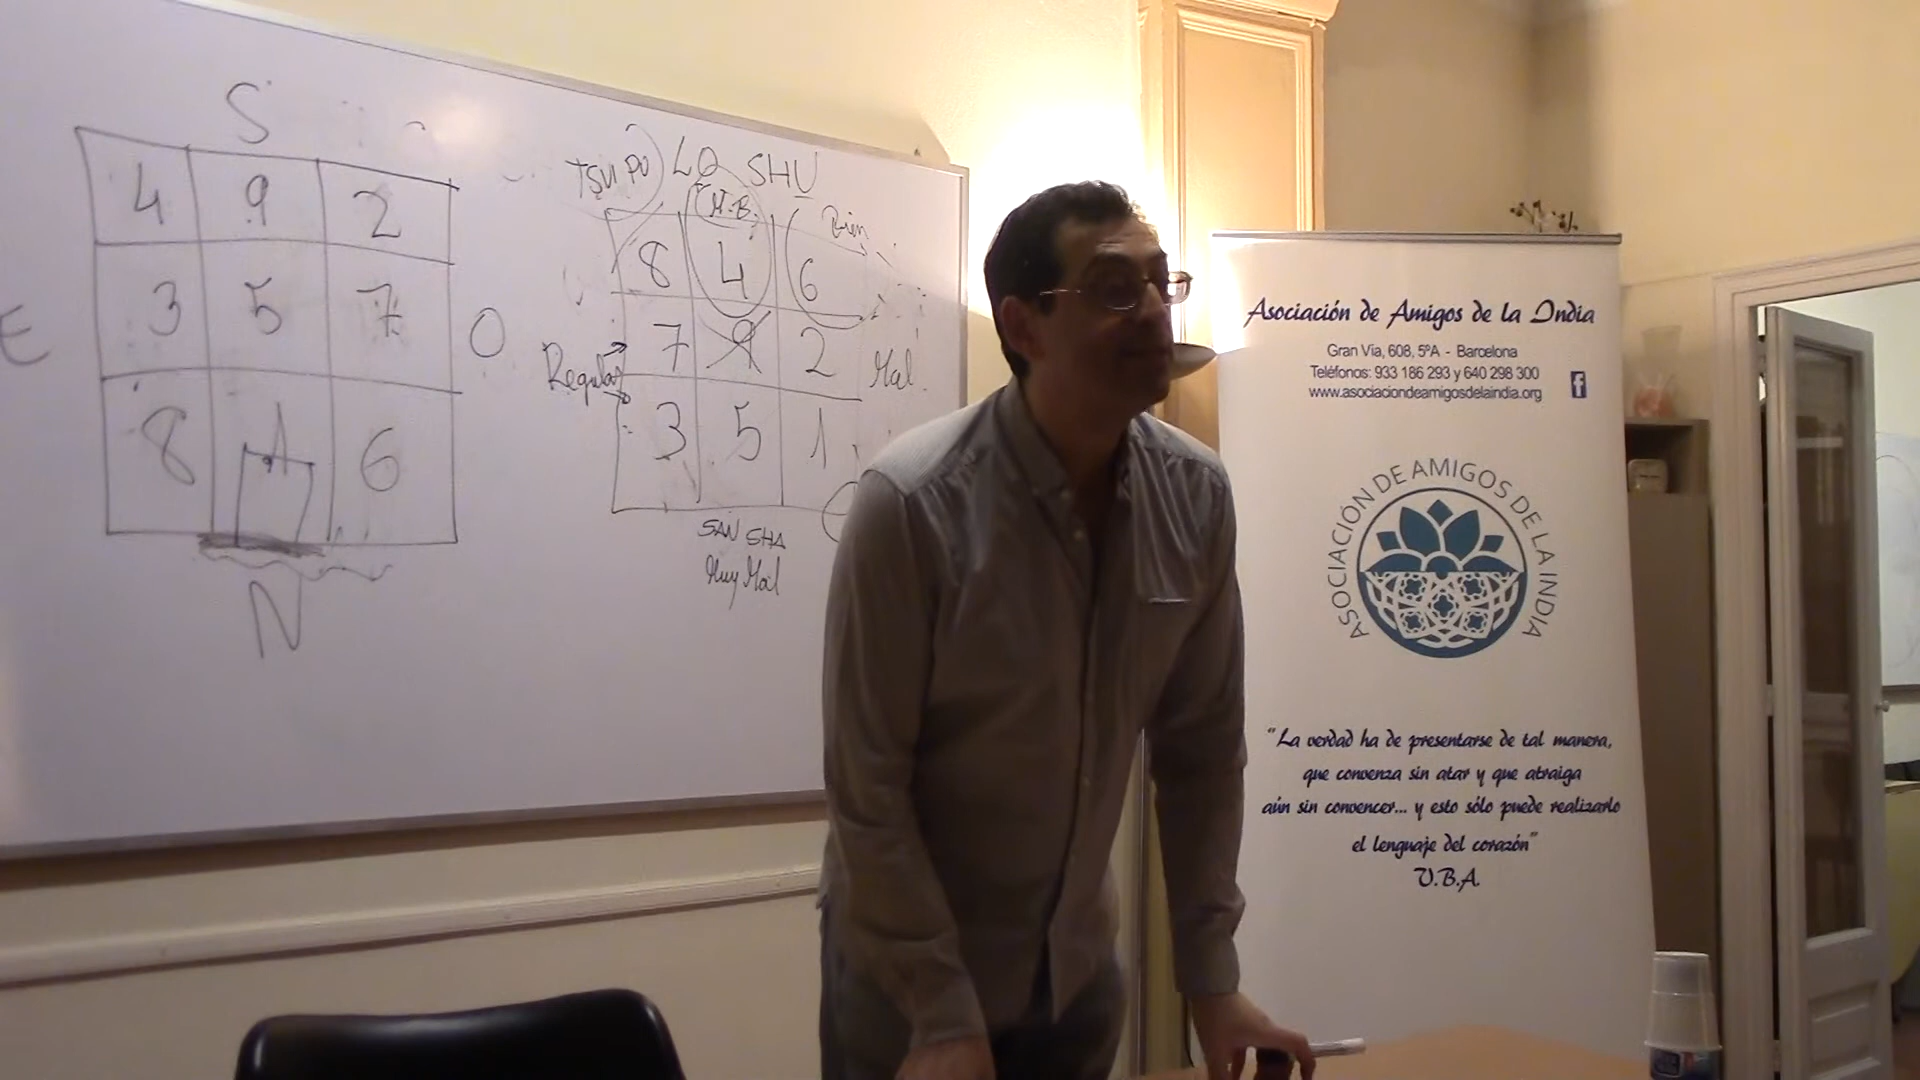 S
4 9 2
E 3 5 7 O
8 1 6
N
TSUI PU LO SHU
M.B. Bien
8 4 6
Regular 7 9 2 Mal
3 5 1
SAN SHA
Muy Mal
Asociación de Amigos de la India
Gran Vía, 608, 5ºA - Barcelona
Teléfonos: 933 186 293 y 640 298 300
www.asociaciondeamigosdelaindia.org
f
ASOCIACIÓN DE AMIGOS DE LA INDIA
"La verdad ha de presentarse de tal manera,
que convenza sin atar y que atraiga
aún sin convencer... y esto sólo puede realizarlo
el lenguaje del corazón"
V.B.A.